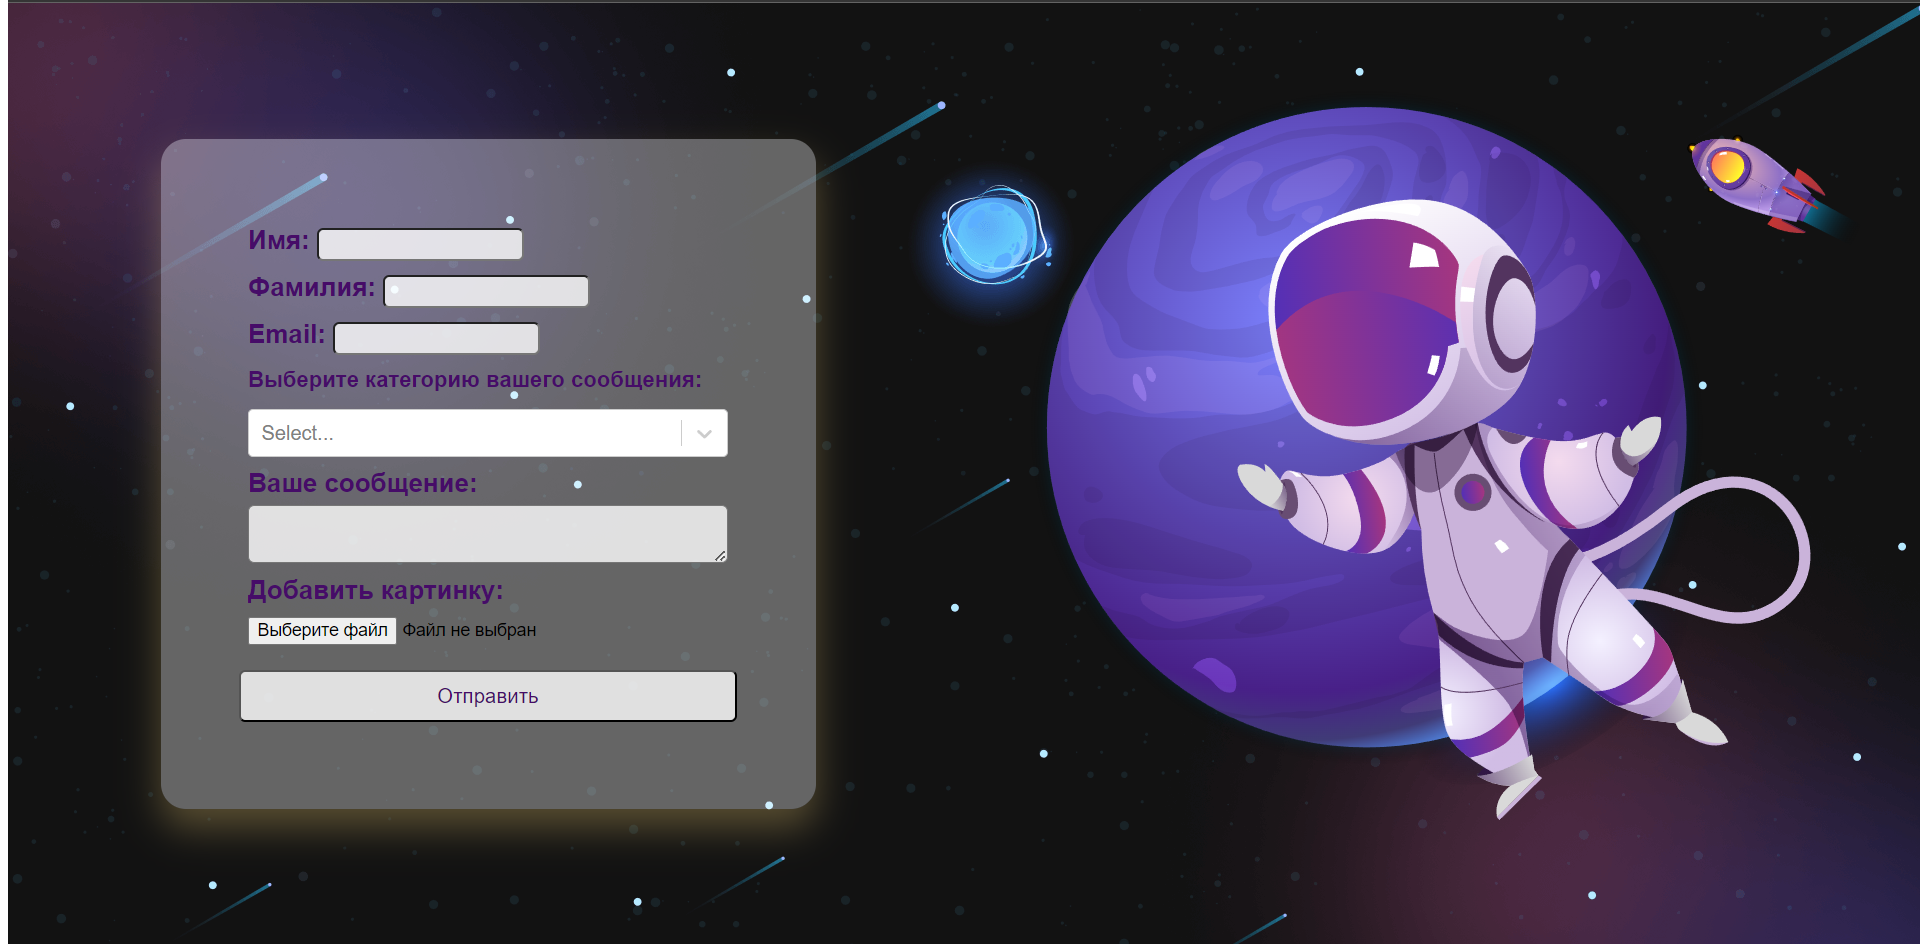 Имя:
Фамилия:
Email:
Выберите категорию вашего сообщения:
Select...
Ваше сообщение:
Добавить картинку:
Выберите файл Файл не выбран
Отправить